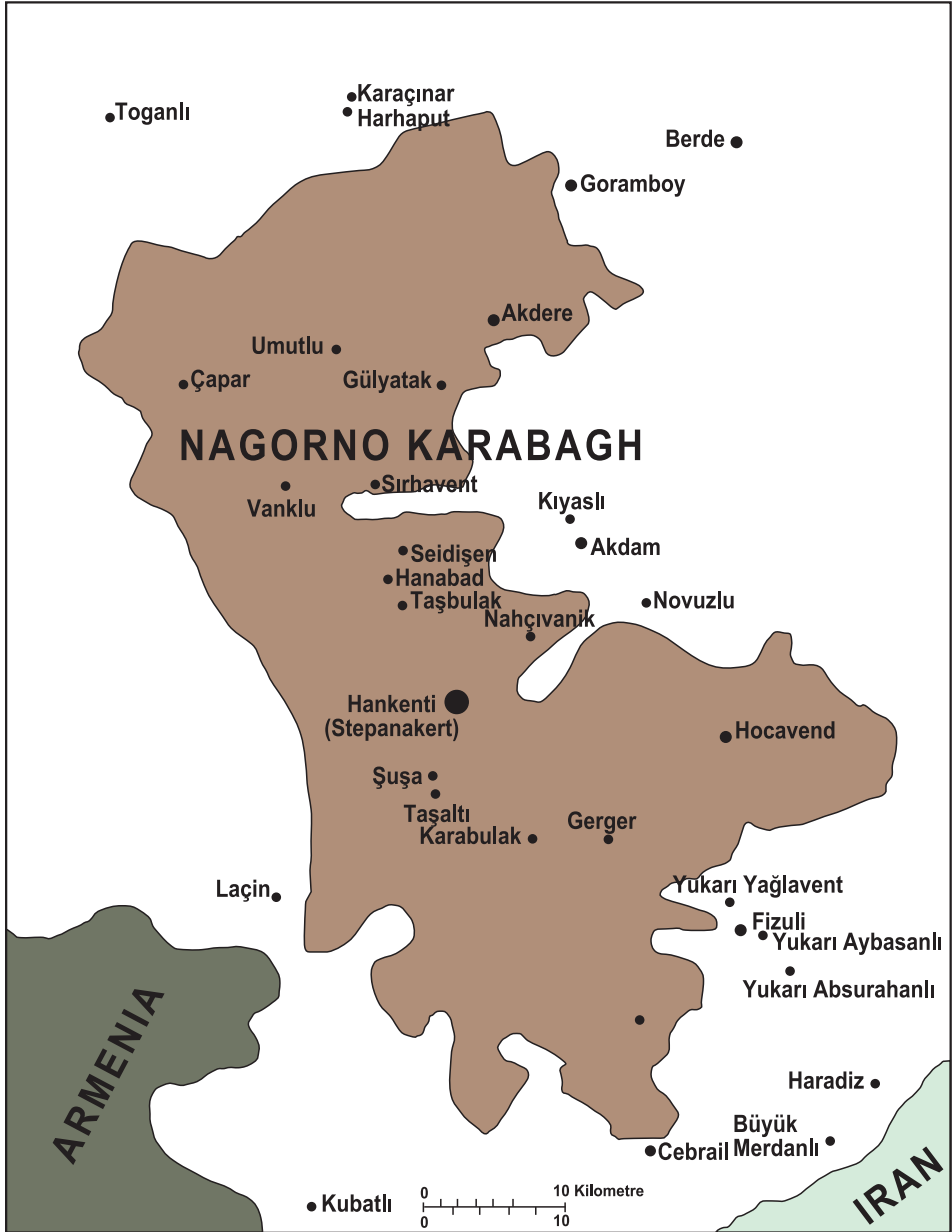 Karaçınar
Toganlı
Harhaput
Berde
Goramboy
Akdere
Umutlu
Çapar
Gülyatak
NAGORNO KARABAGH
Sırhavent
Vanklu
Kıyaslı
Akdam
Seidişen
Hanabad
Taşbulak
Novuzlu
Nahçıvanik
Hankenti
(Stepanakert)
Hocavend
Şuşa
Taşaltı
Karabulak
Gerger
Laçin
Yukarı Yağlavent
Fizuli
Yukarı Aybasanlı
Yukarı Absurahanlı
ARMENIA
Haradiz
Büyük
Merdanlı
Cebrail
IRAN
Kubatlı
0 10 Kilometre
0 10